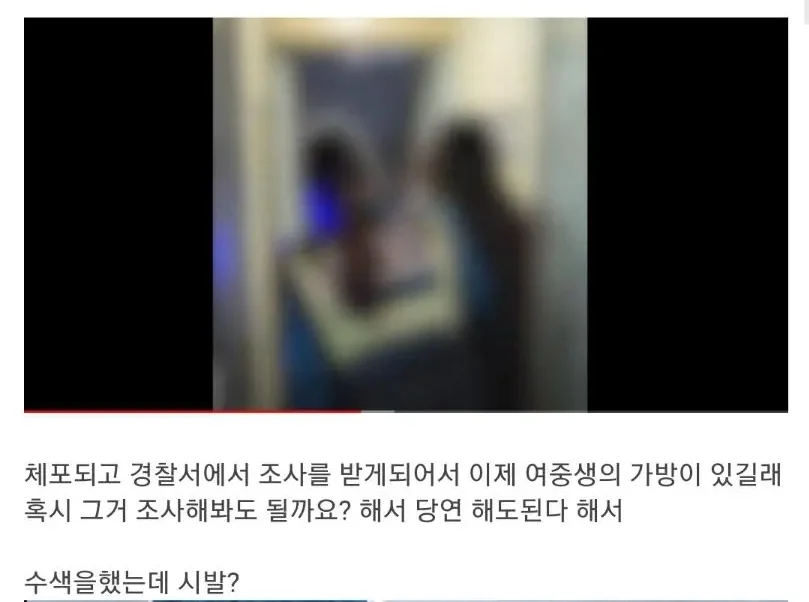 체포되고 경찰서에서 조사를 받게되어서 이제 여중생의 가방이 있길래
혹시 그거 조사해봐도 될까요? 해서 당연 해도된다 해서
수색을했는데 시발?